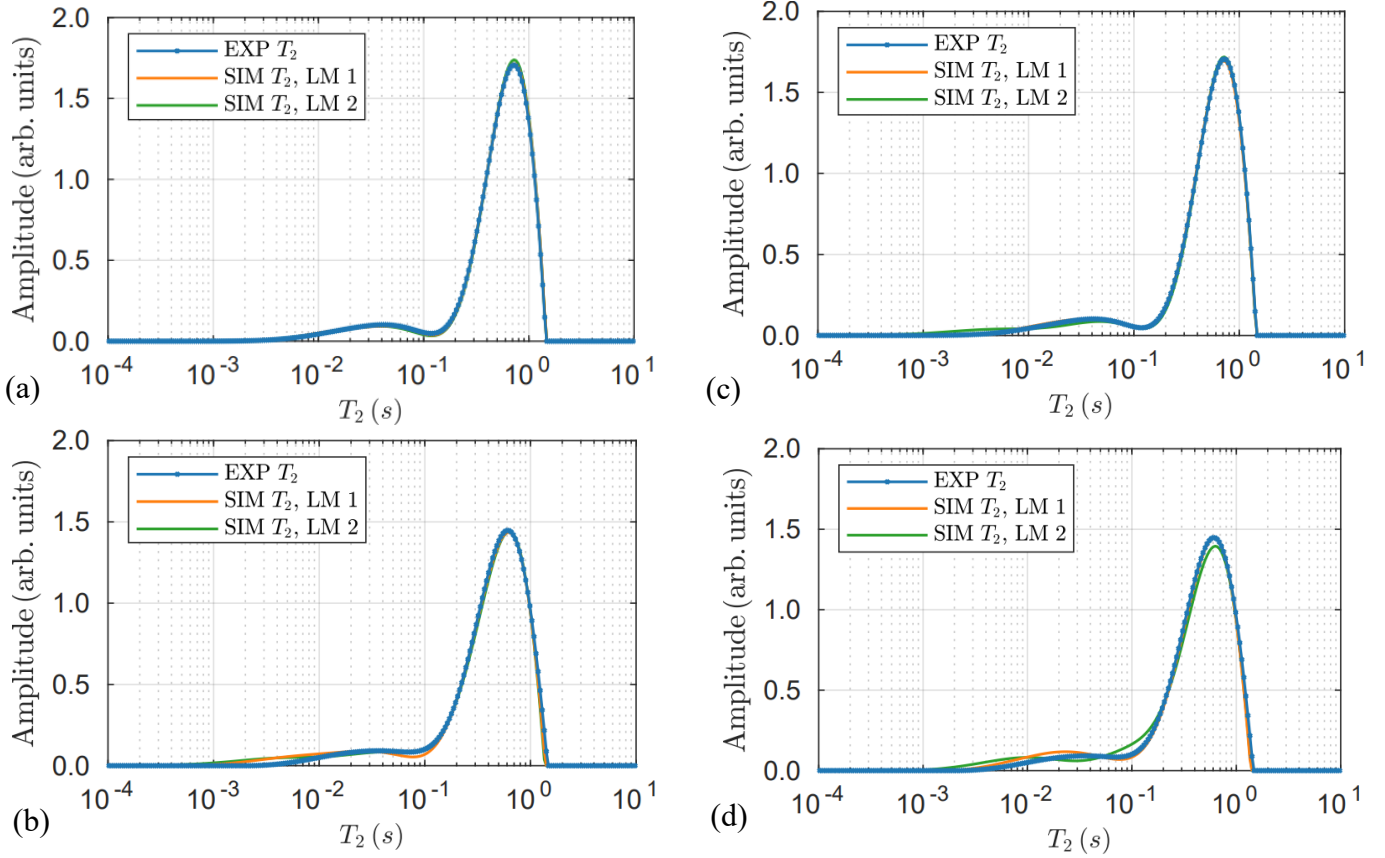 2.0
1.5
1.0
0.5
0.0
Amplitude (arb. units)
EXP T₂
SIM T₂, LM 1
SIM T₂, LM 2
10⁻⁴ 10⁻³ 10⁻² 10⁻¹ 10⁰ 10¹
T₂ (s)
(a)
2.0
1.5
1.0
0.5
0.0
Amplitude (arb. units)
EXP T₂
SIM T₂, LM 1
SIM T₂, LM 2
10⁻⁴ 10⁻³ 10⁻² 10⁻¹ 10⁰ 10¹
T₂ (s)
(c)
2.0
1.5
1.0
0.5
0.0
Amplitude (arb. units)
EXP T₂
SIM T₂, LM 1
SIM T₂, LM 2
10⁻⁴ 10⁻³ 10⁻² 10⁻¹ 10⁰ 10¹
T₂ (s)
(b)
2.0
1.5
1.0
0.5
0.0
Amplitude (arb. units)
EXP T₂
SIM T₂, LM 1
SIM T₂, LM 2
10⁻⁴ 10⁻³ 10⁻² 10⁻¹ 10⁰ 10¹
T₂ (s)
(d)